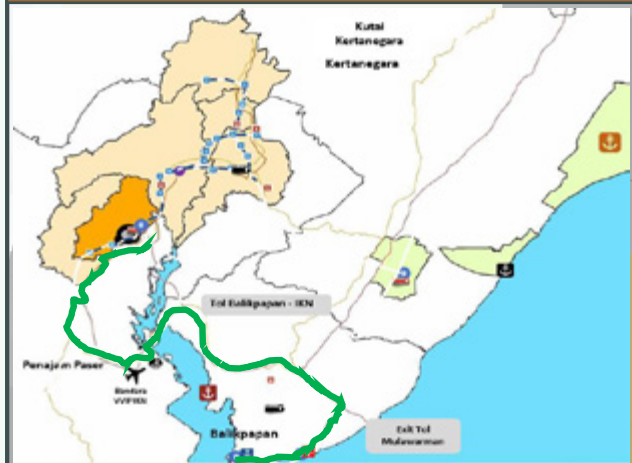 Kutai
Kertanegara
Kertanegara
Tol Balikpapan - IKN
Penajam Paser
Bandara
VVIP IKN
Balikpapan
Exit Tol
Mulawarman